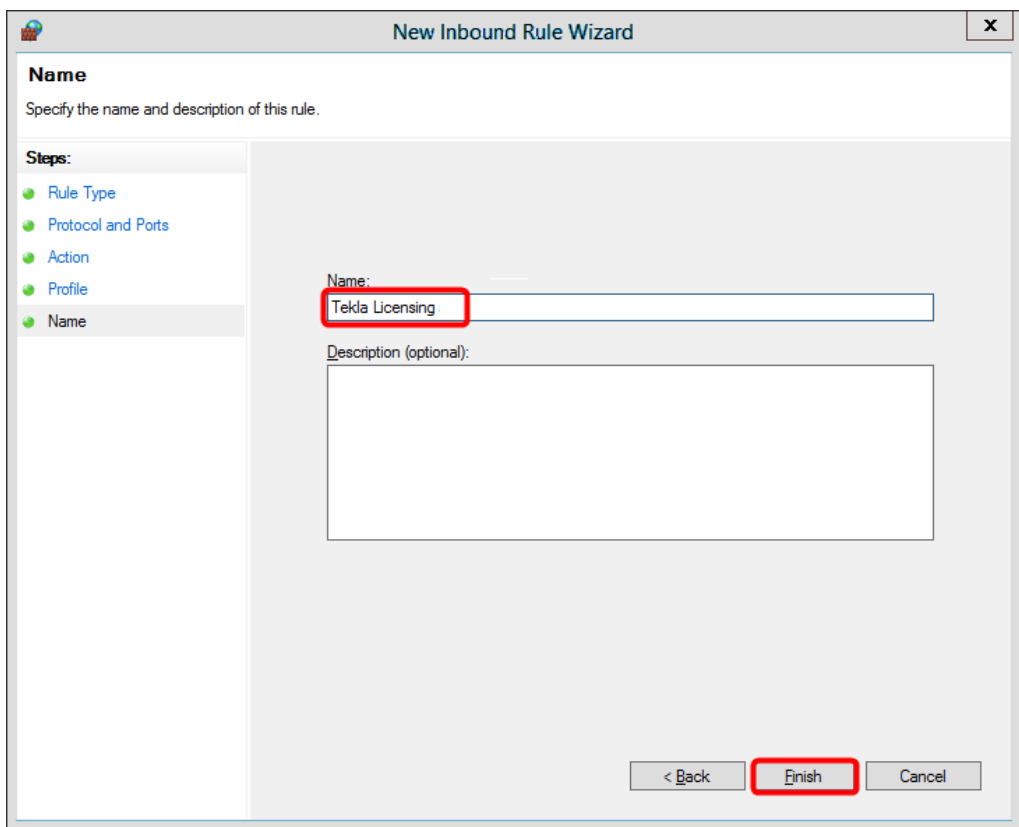 New Inbound Rule Wizard
x
Name
Specify the name and description of this rule.
Steps:
Rule Type
Protocol and Ports
Action
Profile
Name
Name:
Tekla Licensing
Description (optional):
< Back
Finish
Cancel